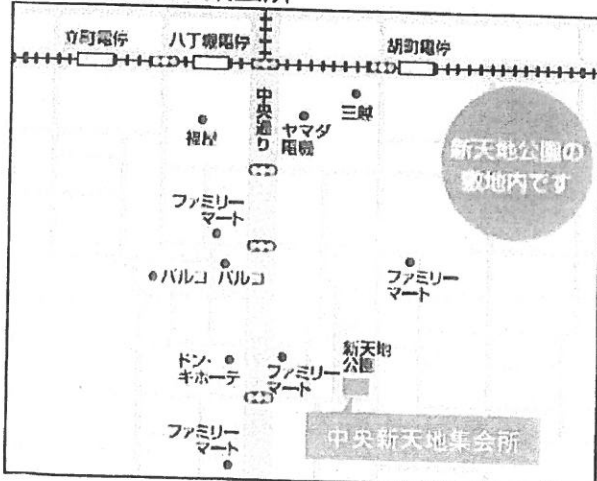 立町電停
八丁堀電停
胡町電停
中央通り
福屋
ヤマダ
電機
三越
新天地公園の
敷地内です
ファミリー
マート
パルコ
パルコ
ファミリー
マート
ドン・
キホーテ
ファミリー
マート
新天地
公園
ファミリー
マート
中央新天地集会所